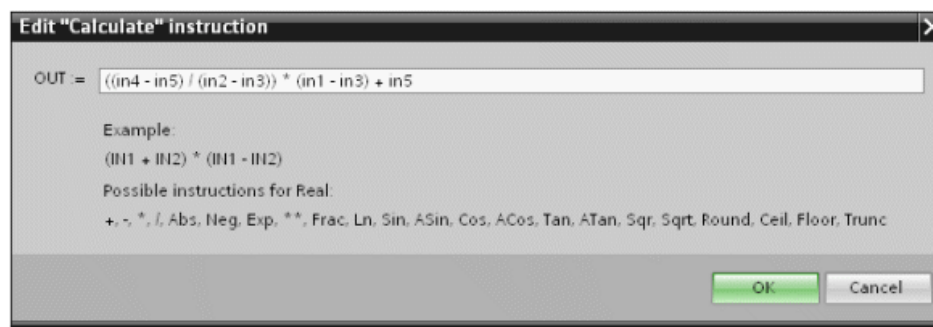 Edit "Calculate" instruction
OUT := ((in4 - in5) / (in2 - in3)) * (in1 - in3) + in5
Example:
(IN1 + IN2) * (IN1 - IN2)
Possible instructions for Real:
+, -, *, /, Abs, Neg, Exp, **, Frac, Ln, Sin, ASin, Cos, ACos, Tan, ATan, Sqr, Sqrt, Round, Ceil, Floor, Trunc
OK Cancel